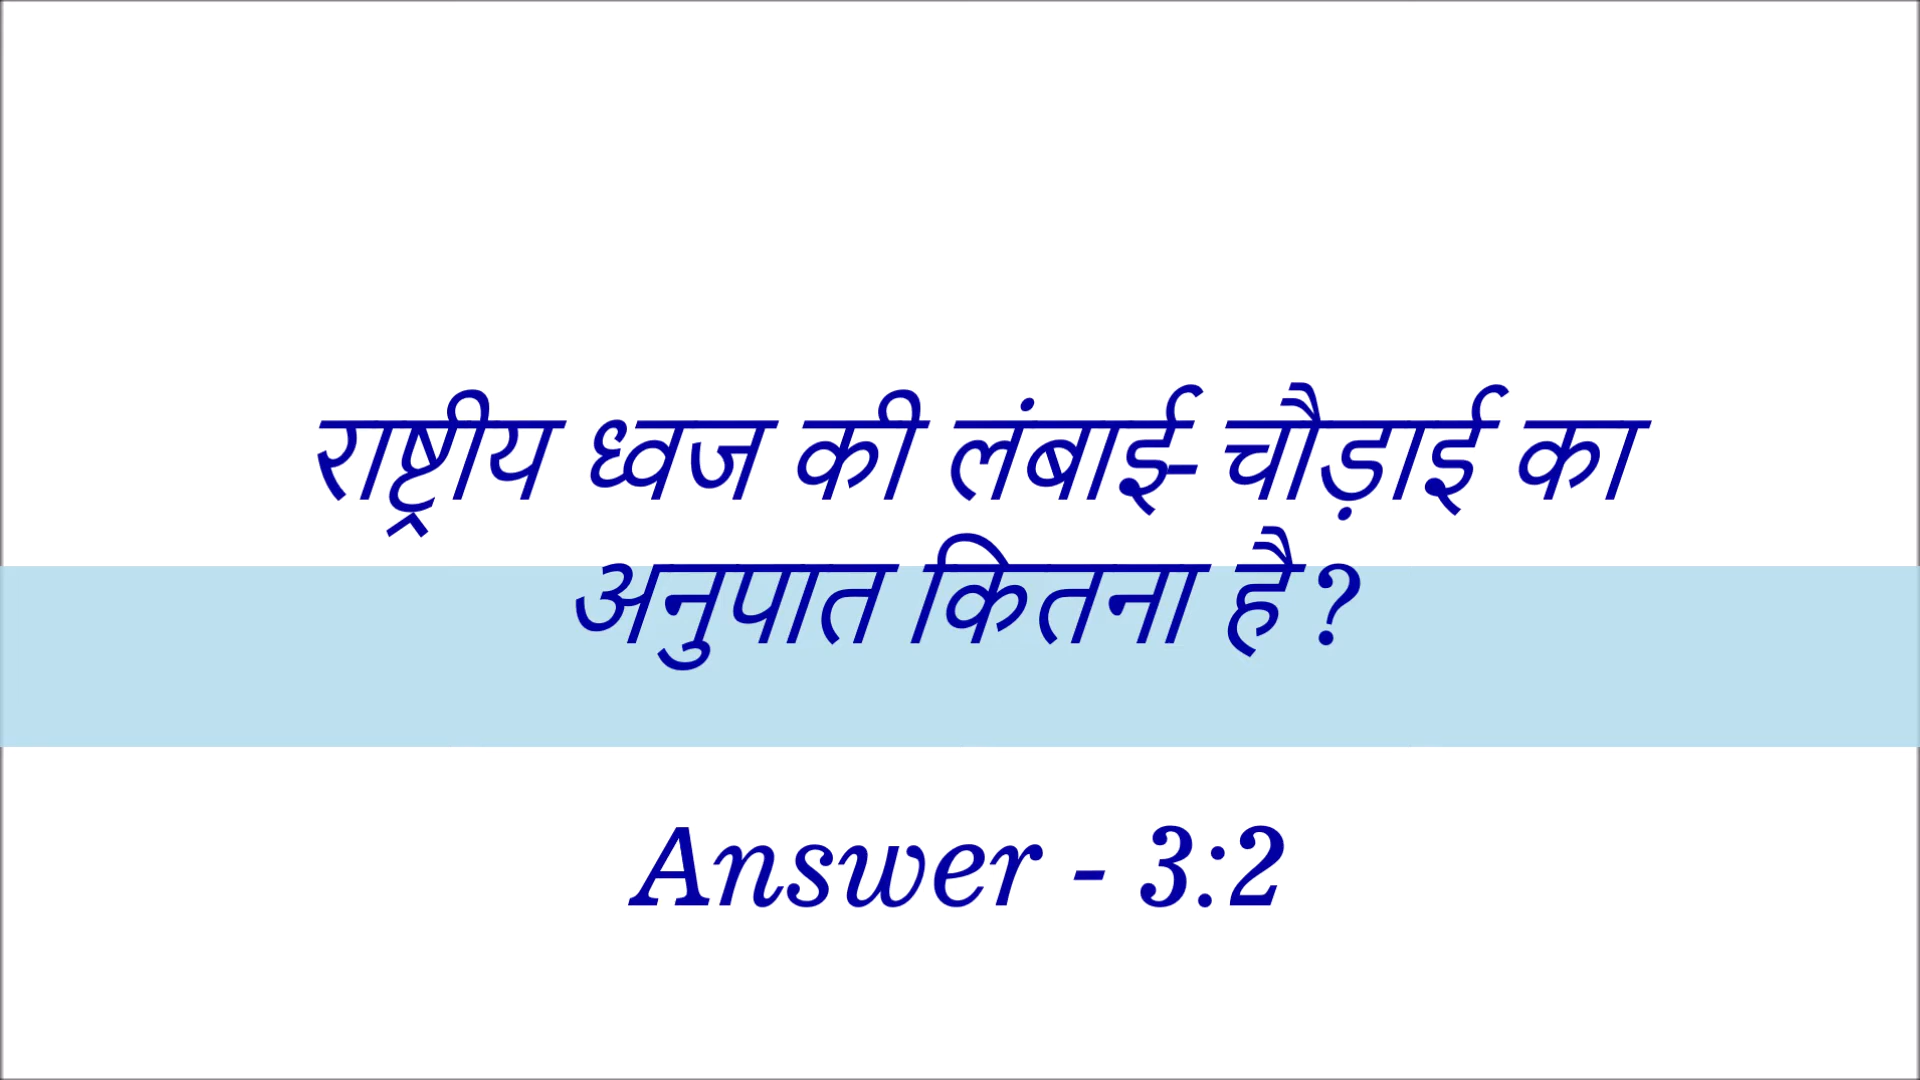 राष्ट्रीय ध्वज की लंबाई-चौड़ाई का
अनुपात कितना है ?
Answer - 3:2